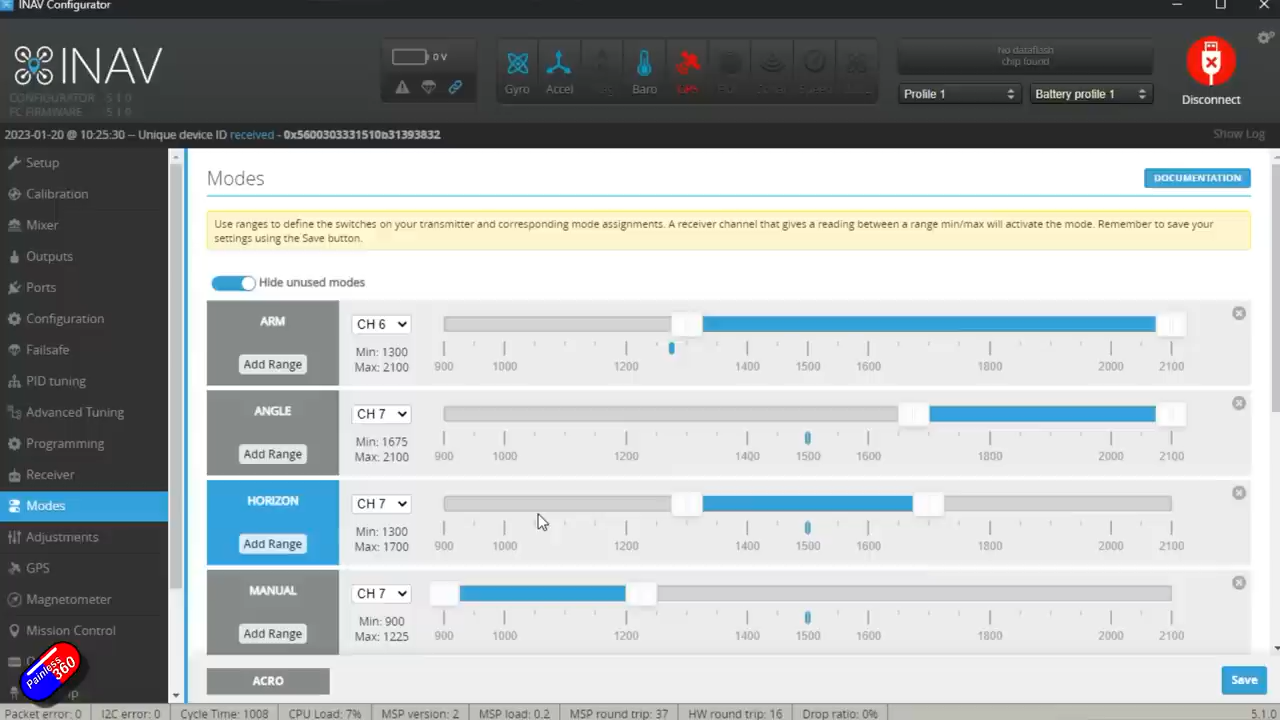 INAV Configurator
INAV
CONFIGURATOR 5.1.0
FC FIRMWARE 5.1.0
0 V
Gyro
Accel
Baro
GPS
No dataflash
chip found
Profile 1
Battery profile 1
Disconnect
2023-01-20 @ 10:25:30 -- Unique device ID received - 0x5600303331510b31393832
Show Log
Setup
Calibration
Mixer
Outputs
Ports
Configuration
Failsafe
PID tuning
Advanced Tuning
Programming
Receiver
Modes
Adjustments
GPS
Magnetometer
Mission Control
Painless
360
Modes
DOCUMENTATION
Use ranges to define the switches on your transmitter and corresponding mode assignments. A receiver channel that gives a reading between a range min/max will activate the mode. Remember to save your
settings using the Save button.
Hide unused modes
ARM
Add Range
CH 6
Min: 1300
Max: 2100
900 1000 1200 1400 1500 1600 1800 2000 2100
ANGLE
Add Range
CH 7
Min: 1675
Max: 2100
900 1000 1200 1400 1500 1600 1800 2000 2100
HORIZON
Add Range
CH 7
Min: 1300
Max: 1700
900 1000 1200 1400 1500 1600 1800 2000 2100
MANUAL
Add Range
CH 7
Min: 900
Max: 1225
900 1000 1200 1400 1500 1600 1800 2000 2100
ACRO
Save
Packet error: 0 I2C error: 0 Cycle Time: 1008 CPU Load: 7% MSP version: 2 MSP load: 0.2 MSP round trip: 37 HW round trip: 16 Drop ratio: 0% 5.1.0